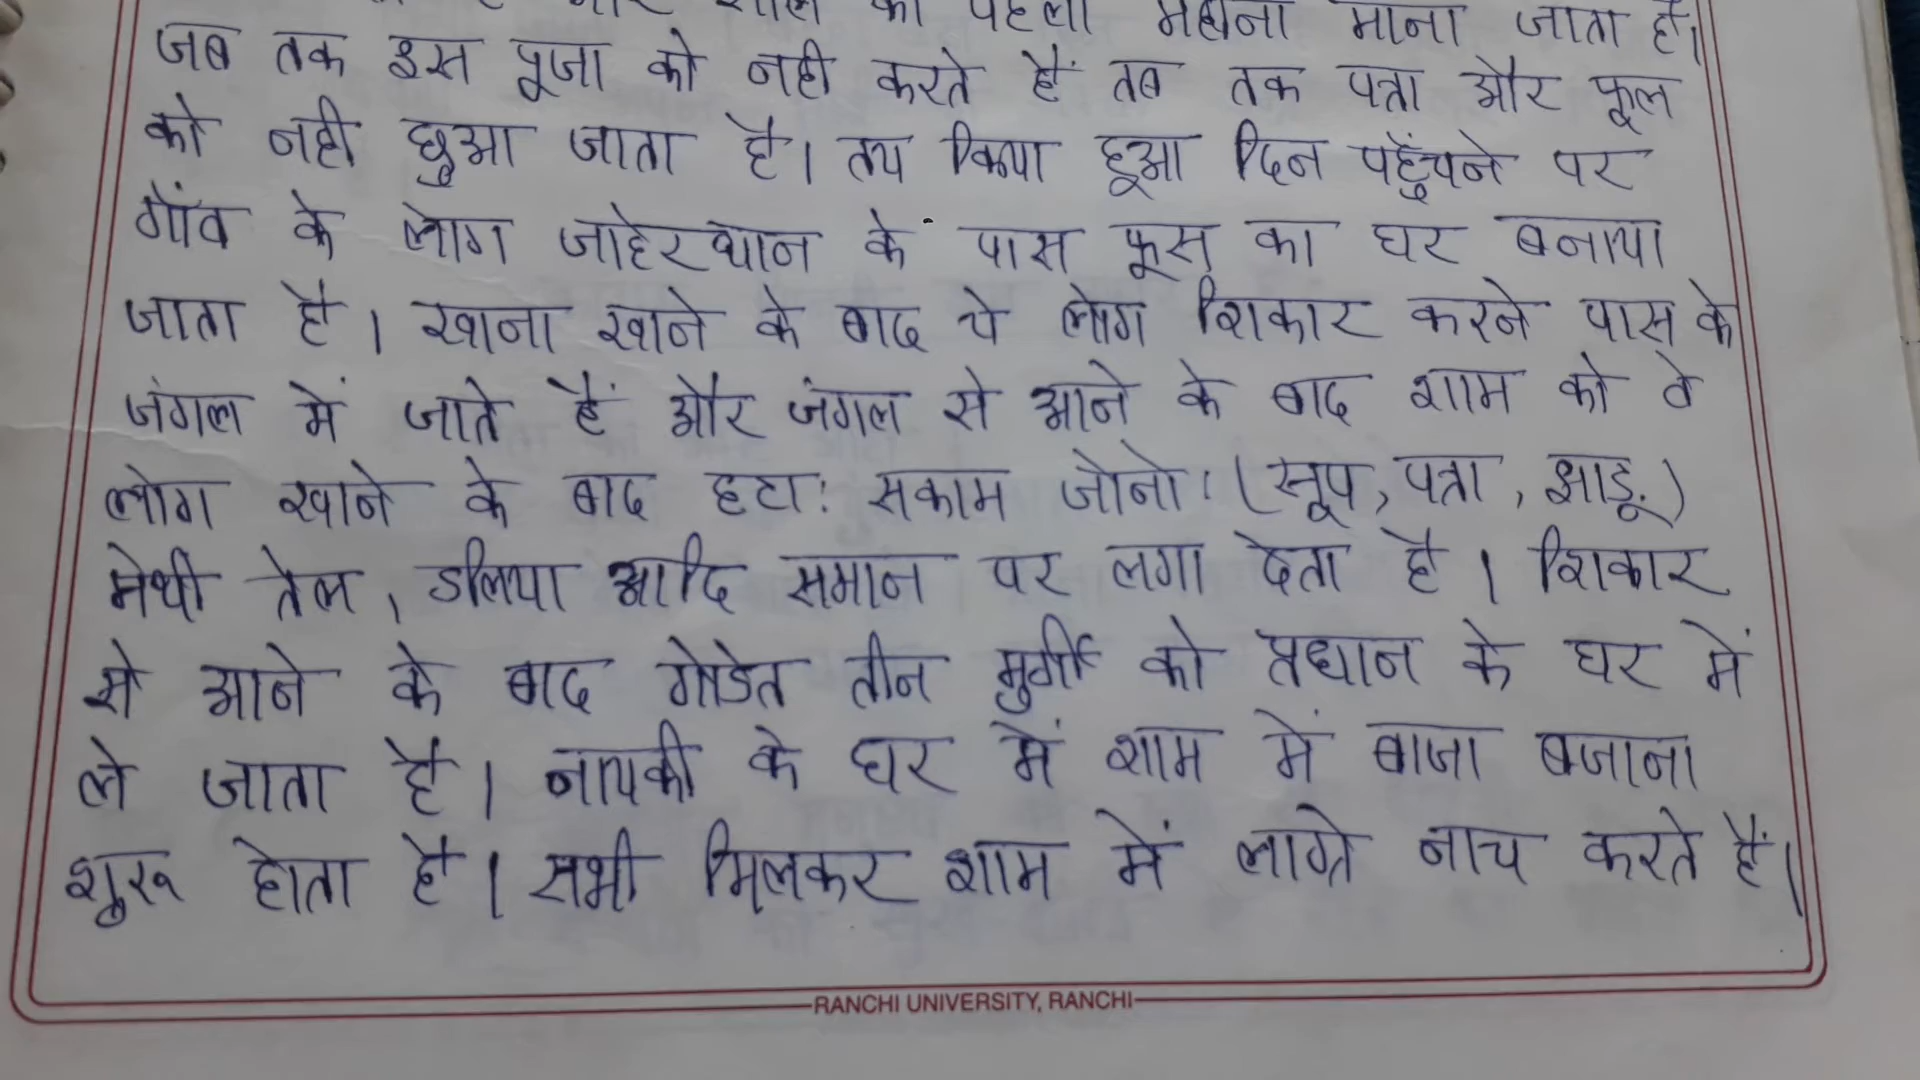 का पहला महीना माना जाता है।
जब तक इस पूजा को नही करते हैं तब तक पत्ता और फूल
को नही छुआ जाता है। तय किया हुआ दिन पहुँचने पर
गाँव के लोग जाहेरथान के पास फूस का घर बनाया
जाता है। खाना खाने के बाद ये लोग शिकार करने पास के
जंगल में जाते हैं और जंगल से आने के बाद शाम को वे
लोग खाने के बाद हटा: सकाम जोनो: (सूप, पत्ता, झाडू.)
मेथी तेल, डलिया आदि समान पर लगा देता है। शिकार
से आने के बाद गोडेत तीन मुर्गी को प्रधान के घर में
ले जाता है। नायकी के घर में शाम में बाजा बजाना
शुरू होता है। सभी मिलकर शाम में लागे नाच करते हैं।
RANCHI UNIVERSITY, RANCHI